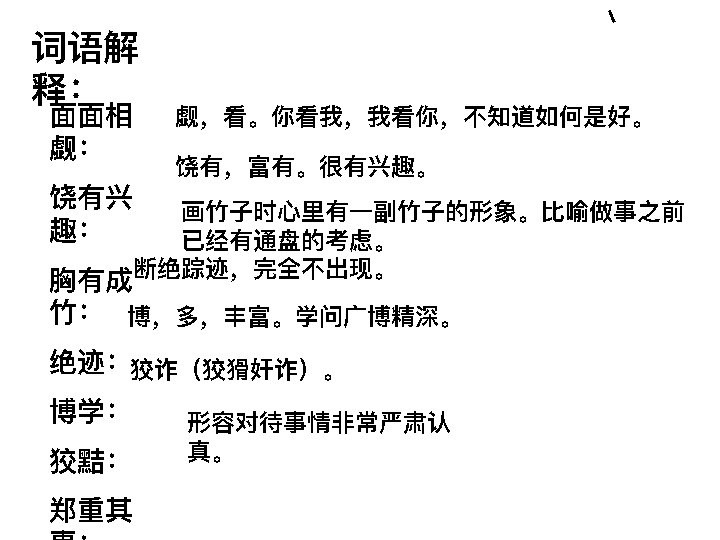 词语解
释：
面面相
觑：
觑，看。你看我，我看你，不知道如何是好。
饶有兴
趣：
饶有，富有。很有兴趣。
胸有成
竹：
画竹子时心里有一副竹子的形象。比喻做事之前
已经有通盘的考虑。
绝迹：
断绝踪迹，完全不出现。
博学：
博，多，丰富。学问广博精深。
狡黠：
狡诈（狡猾奸诈）。
郑重其
事：
形容对待事情非常严肃认
真。